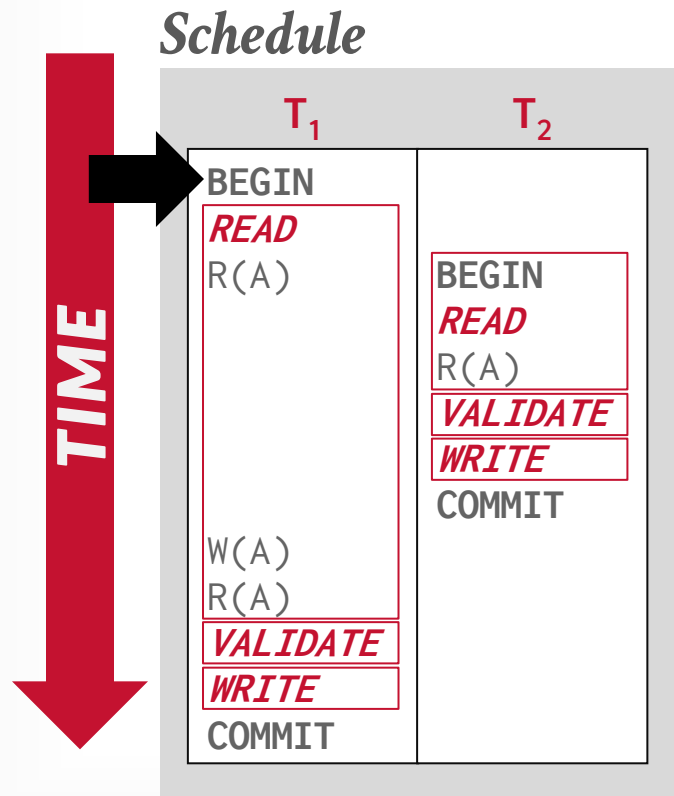 Schedule
TIME
T1
T2
BEGIN
READ
R(A)
W(A)
R(A)
VALIDATE
WRITE
COMMIT
BEGIN
READ
R(A)
VALIDATE
WRITE
COMMIT